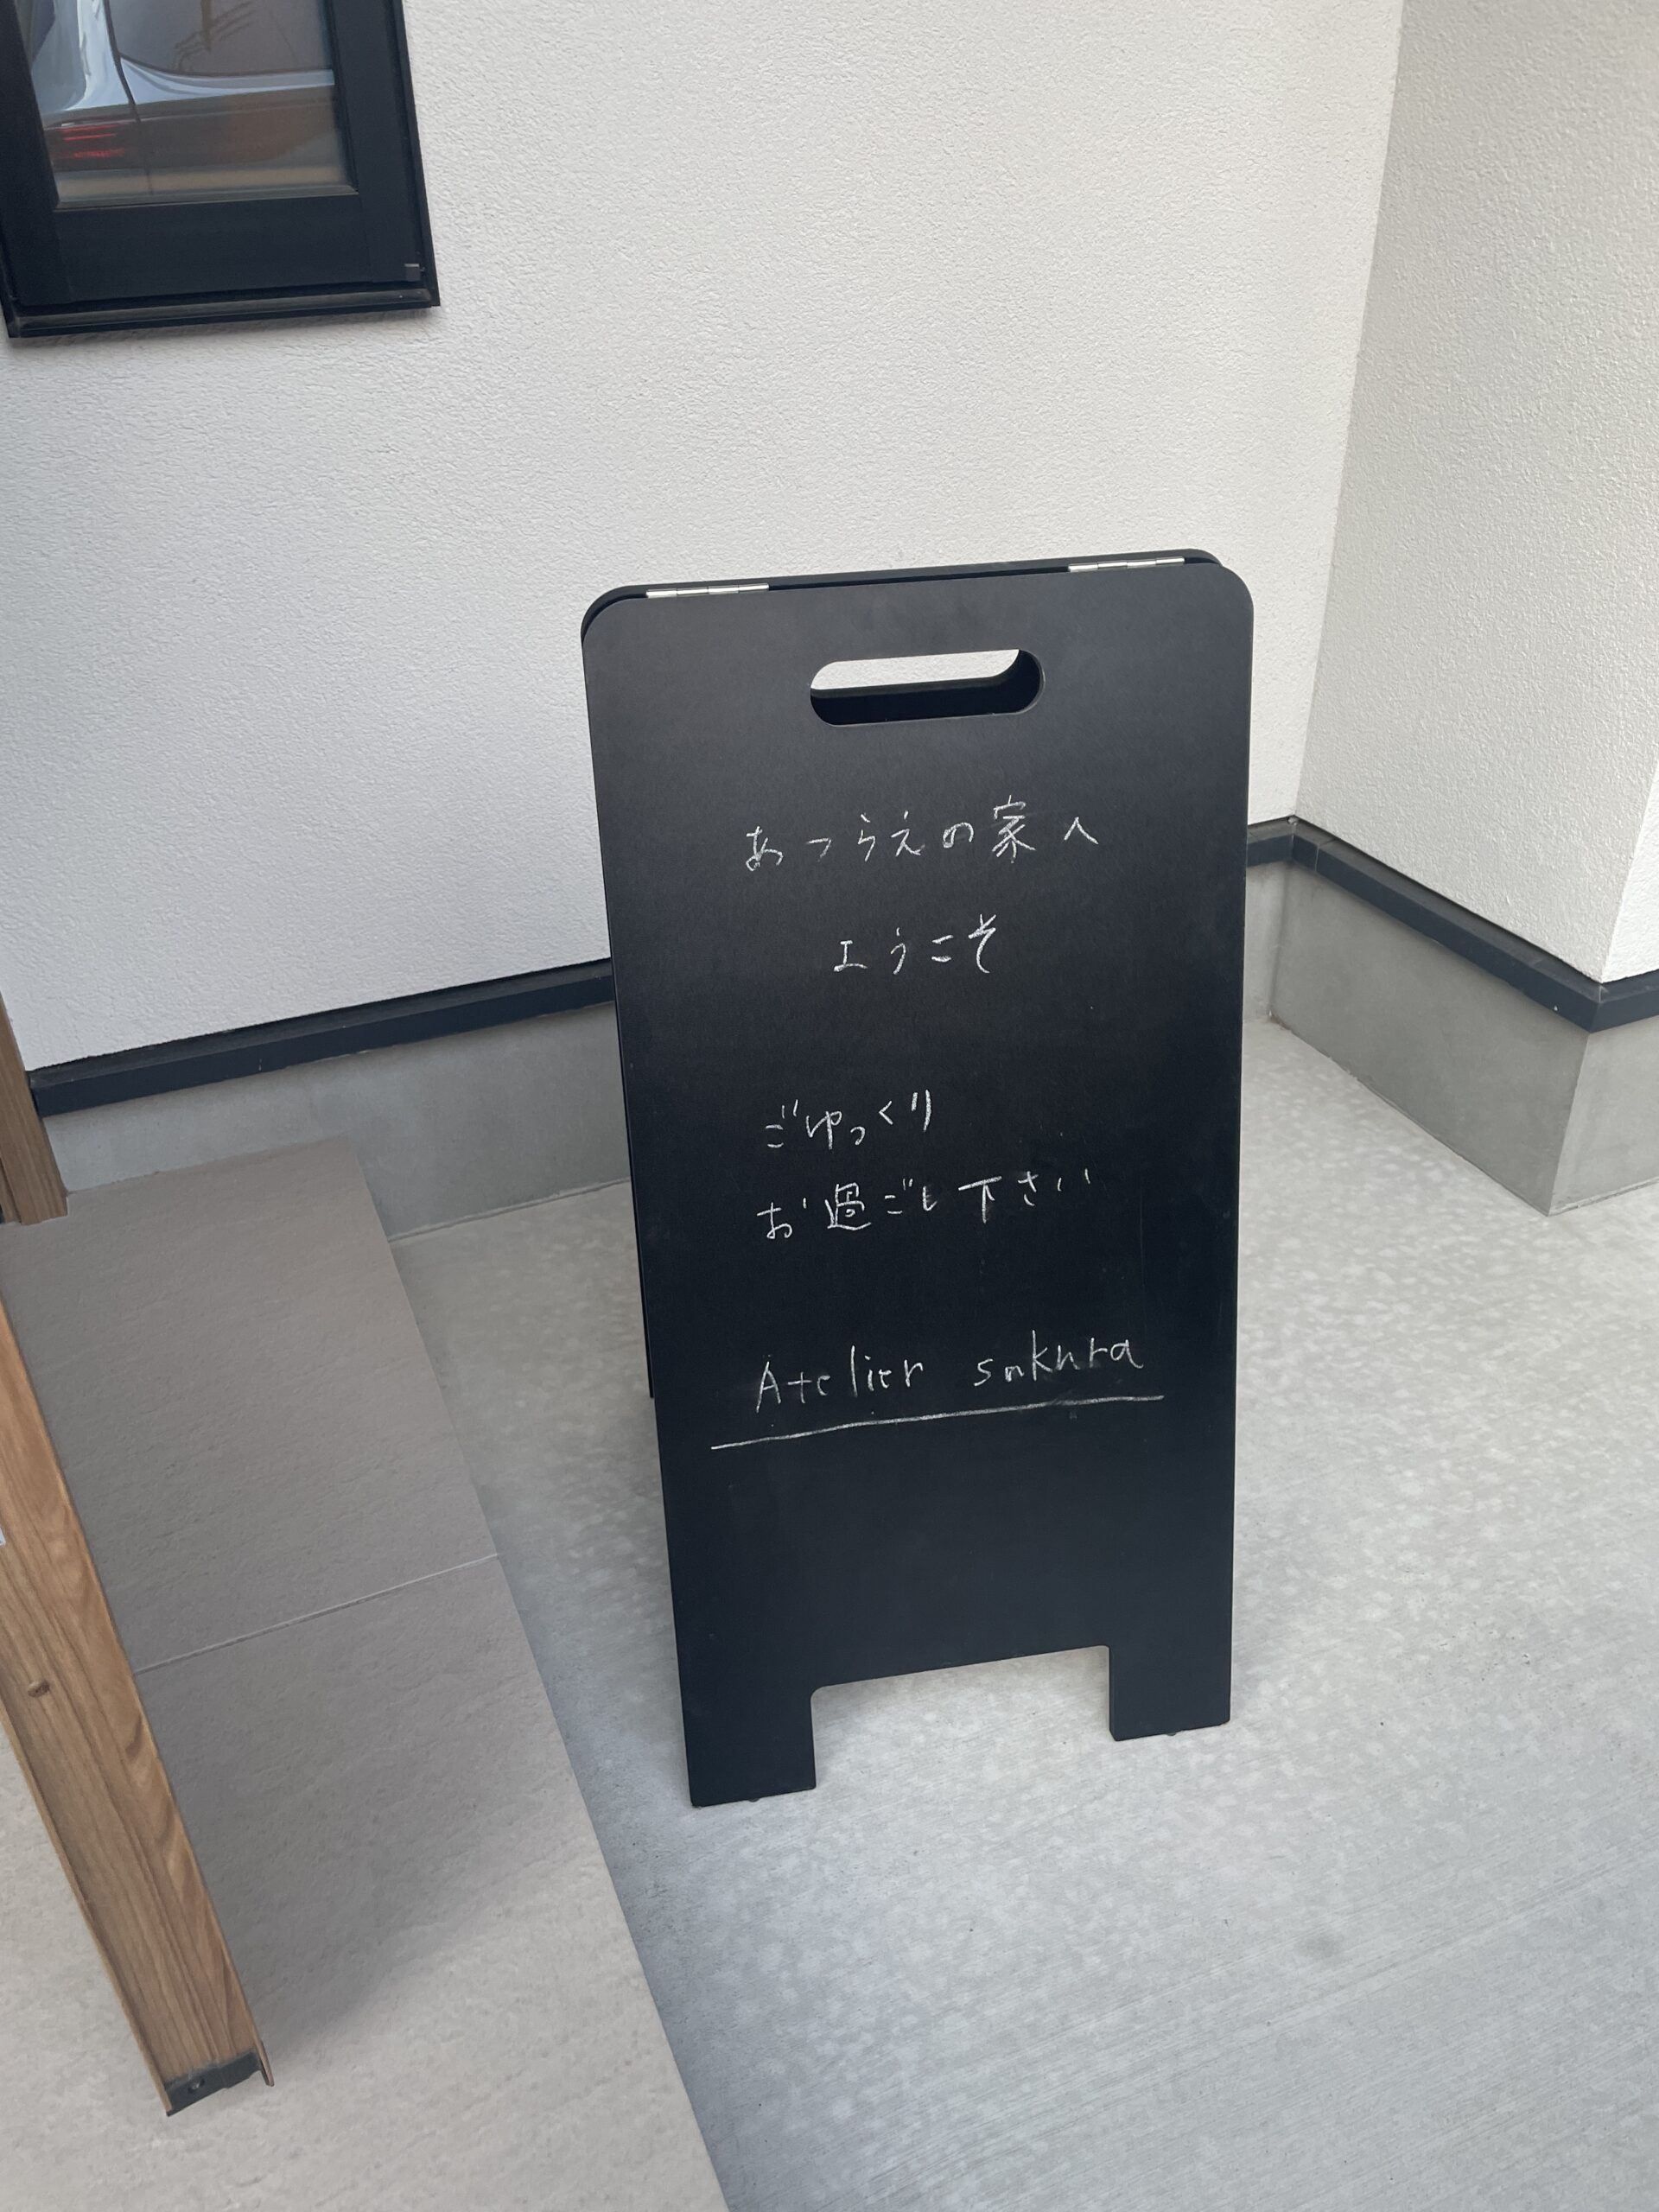 あつらえの家へ
ようこそ
ごゆっくり
お過ごし下さい
Atelier sakura